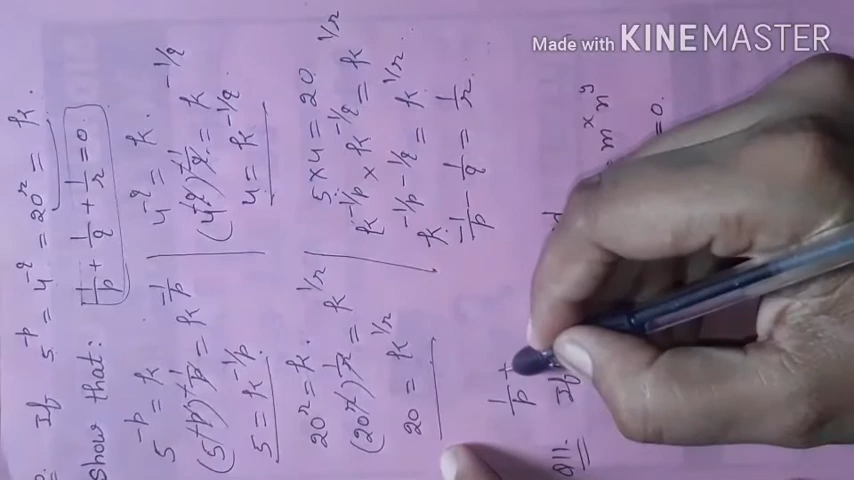 If 5^-p = 4^-q = 20^r = k.
Show that: 1/p + 1/q + 1/r = 0.
5^-p = k
(5^-p)^-1/p = k^-1/p
5 = k^-1/p
4^-q = k.
(4^-q)^-1/q = k^-1/q
4 = k^-1/q.
20^r = k.
(20^r)^1/r = k^1/r
20 = k^1/r
5 x 4 = 20
k^-1/p x k^-1/q = k^1/r
k^-1/p - 1/q = k^1/r.
-1/p - 1/q = 1/r.
1/p +
Q11. If
m^x n^y
= 0.
Made with KINEMASTER